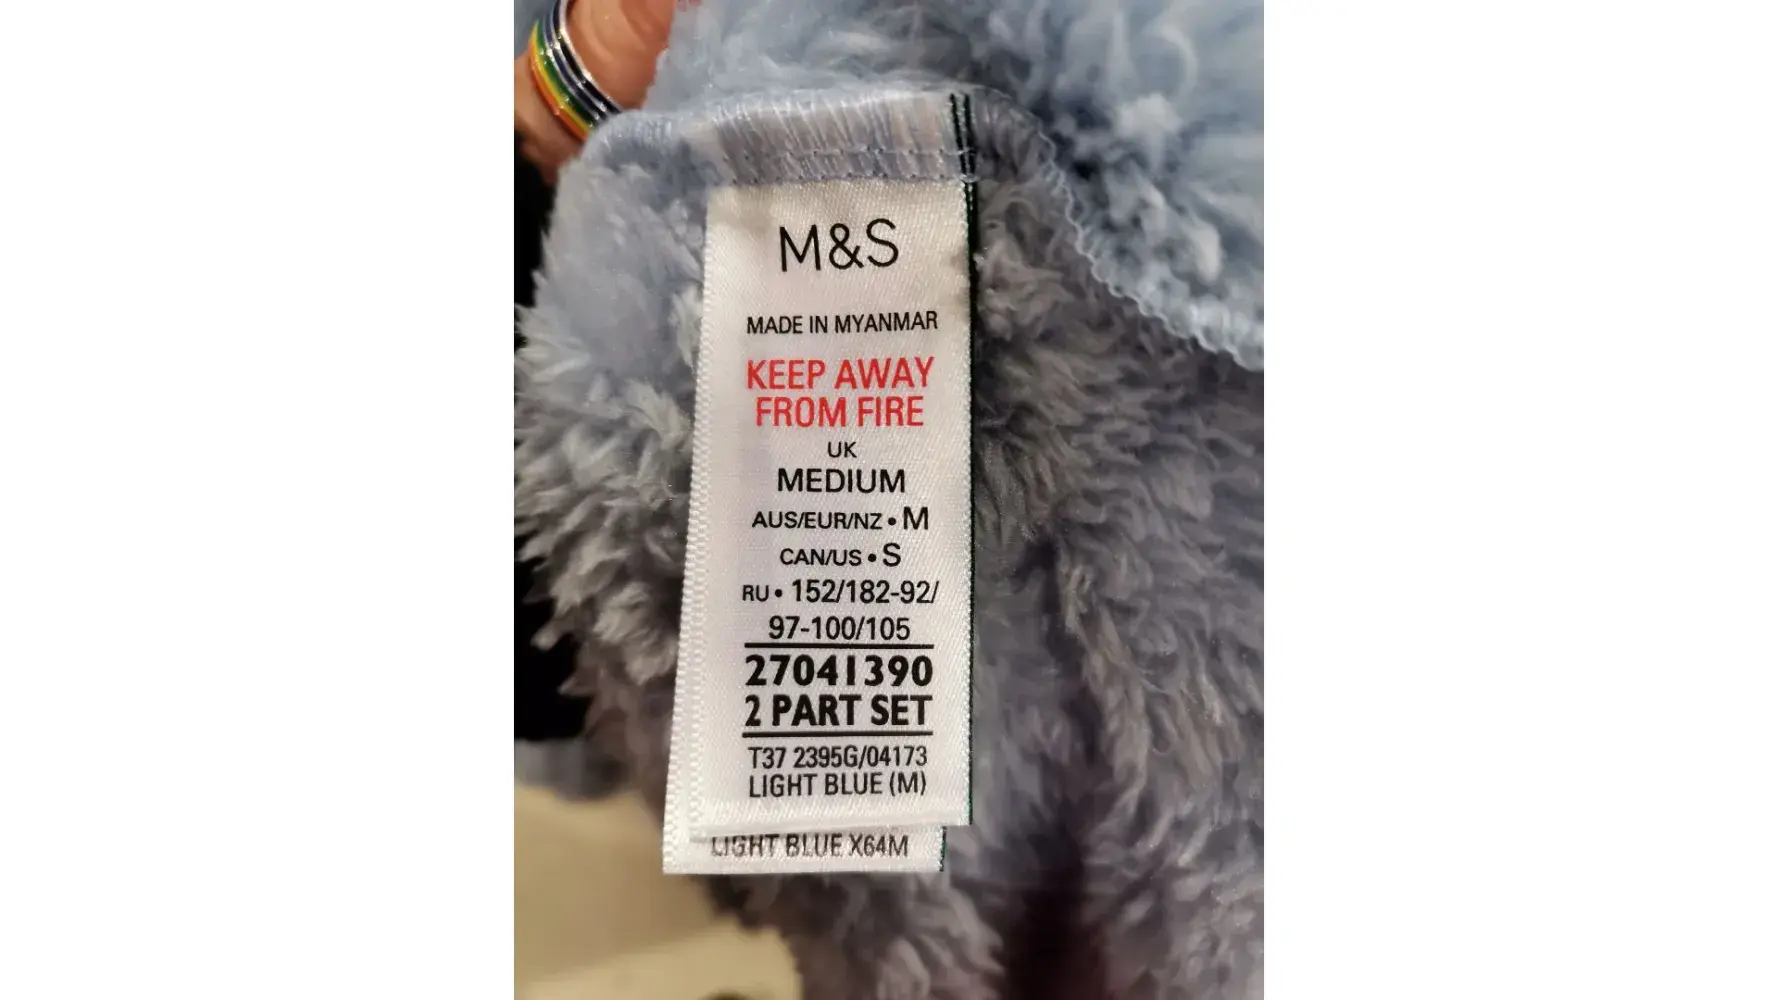 M&S
MADE IN MYANMAR
KEEP AWAY
FROM FIRE
UK
MEDIUM
AUS/EUR/NZ • M
CAN/US • S
RU • 152/182-92/
97-100/105
27041390
2 PART SET
T37 2395G/04173
LIGHT BLUE (M)
LIGHT BLUE X64M